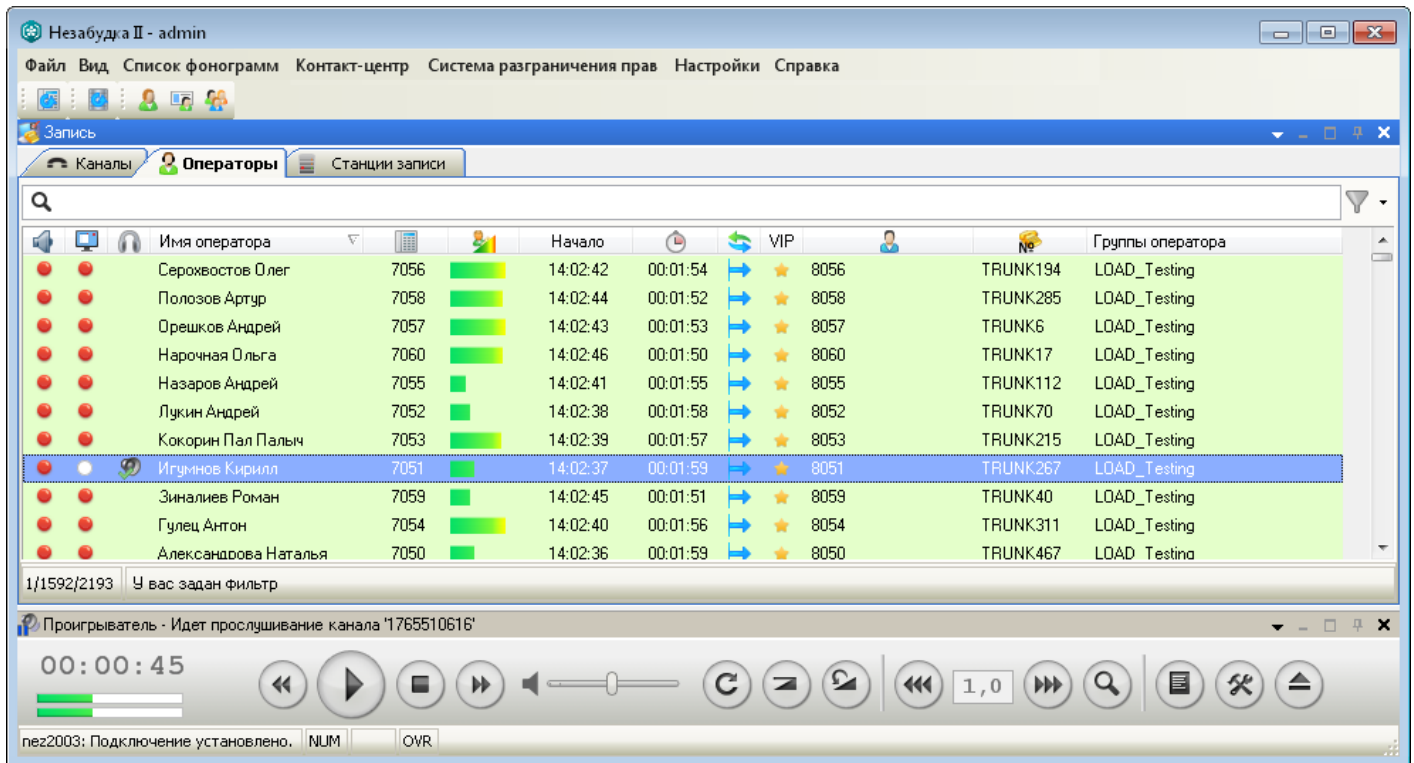 Незабудка II - admin
Файл Вид Список фонограмм Контакт-центр Система разграничения прав Настройки Справка
Запись
Каналы Операторы Станции записи
Имя оператора Начало VIP № Группы оператора
Серохвостов Олег 7056 14:02:42 00:01:54 8056 TRUNK194 LOAD_Testing
Полозов Артур 7058 14:02:44 00:01:52 8058 TRUNK285 LOAD_Testing
Орешков Андрей 7057 14:02:43 00:01:53 8057 TRUNK6 LOAD_Testing
Нарочная Ольга 7060 14:02:46 00:01:50 8060 TRUNK17 LOAD_Testing
Назаров Андрей 7055 14:02:41 00:01:55 8055 TRUNK112 LOAD_Testing
Лукин Андрей 7052 14:02:38 00:01:58 8052 TRUNK70 LOAD_Testing
Кокорин Пал Палыч 7053 14:02:39 00:01:57 8053 TRUNK215 LOAD_Testing
Игумнов Кирилл 7051 14:02:37 00:01:59 8051 TRUNK267 LOAD_Testing
Зиналиев Роман 7059 14:02:45 00:01:51 8059 TRUNK40 LOAD_Testing
Гулец Антон 7054 14:02:40 00:01:56 8054 TRUNK311 LOAD_Testing
Александрова Наталья 7050 14:02:36 00:01:59 8050 TRUNK467 LOAD_Testing
1/1592/2193 У вас задан фильтр
Проигрыватель - Идет прослушивание канала '1765510616'
00:00:45
1,0
nez2003: Подключение установлено. NUM OVR